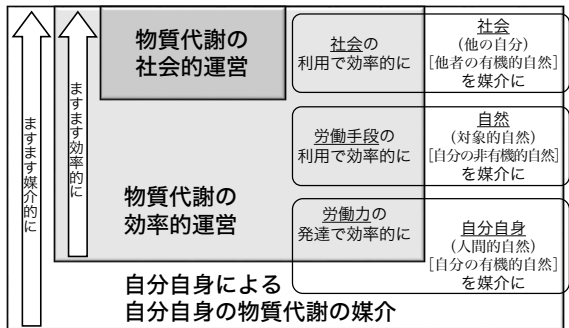 ますます媒介的に
ますます効率的に
物質代謝の
社会的運営
社会の
利用で効率的に
社会
(他の自分)
[他者の有機的自然]
を媒介に
物質代謝の
効率的運営
労働手段の
利用で効率的に
自然
(対象的自然)
[自分の非有機的自然]
を媒介に
労働力の
発達で効率的に
自分自身
(人間的自然)
[自分の有機的自然]
を媒介に
自分自身による
自分自身の物質代謝の媒介